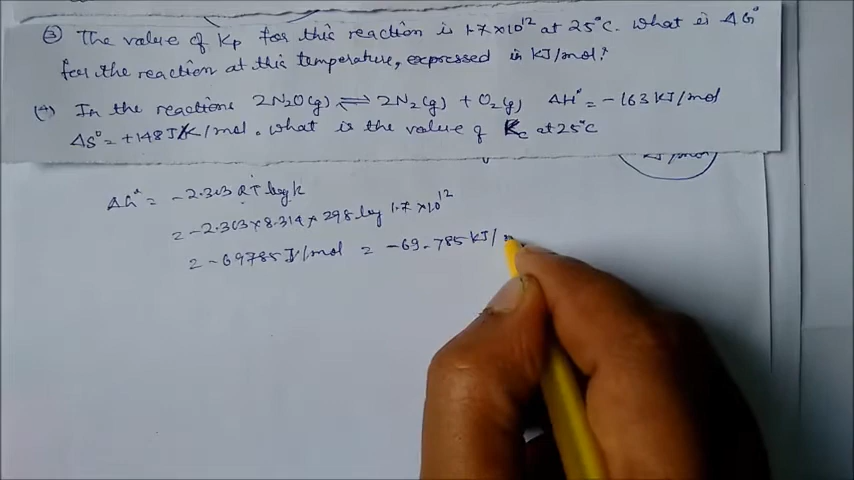 ③ The value of Kp for this reaction is 1.7×10¹² at 25°C. What is ΔG°
for the reaction at this temperature, expressed in KJ/mol?
(4) In the reactions 2N2O(g) ⇌ 2N2(g) + O2(g) ΔH° = -163 KJ/mol
ΔS° = +148 J/K/mol. What is the value of Kc at 25°C
KJ/mol
ΔG° = -2.303 RT log K
= -2.303×8.314×298 log 1.7×10¹²
= -69785 J/mol = -69.785 KJ/m